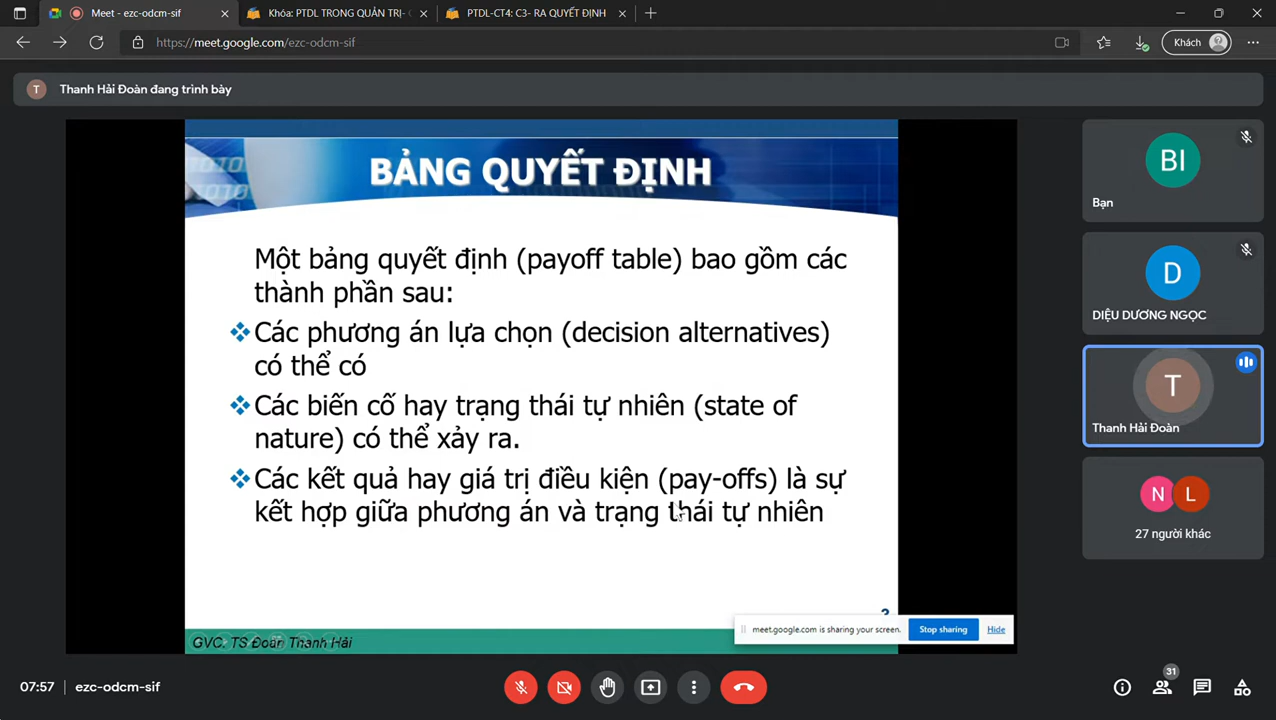 Meet - ezc-odcm-sif
Khóa: PTDL TRONG QUẢN TRỊ- (
PTDL-CT4: C3- RA QUYẾT ĐỊNH
https://meet.google.com/ezc-odcm-sif
Khách
T
Thanh Hải Đoàn đang trình bày
BẢNG QUYẾT ĐỊNH
Một bảng quyết định (payoff table) bao gồm các
thành phần sau:
Các phương án lựa chọn (decision alternatives)
có thể có
Các biến cố hay trạng thái tự nhiên (state of
nature) có thể xảy ra.
Các kết quả hay giá trị điều kiện (pay-offs) là sự
kết hợp giữa phương án và trạng thái tự nhiên
GVC. TS Đoàn Thanh Hải
meet.google.com is sharing your screen.
Stop sharing
Hide
BI
Bạn
D
DIỆU DƯƠNG NGỌC
T
Thanh Hải Đoàn
N L
27 người khác
07:57 | ezc-odcm-sif
31